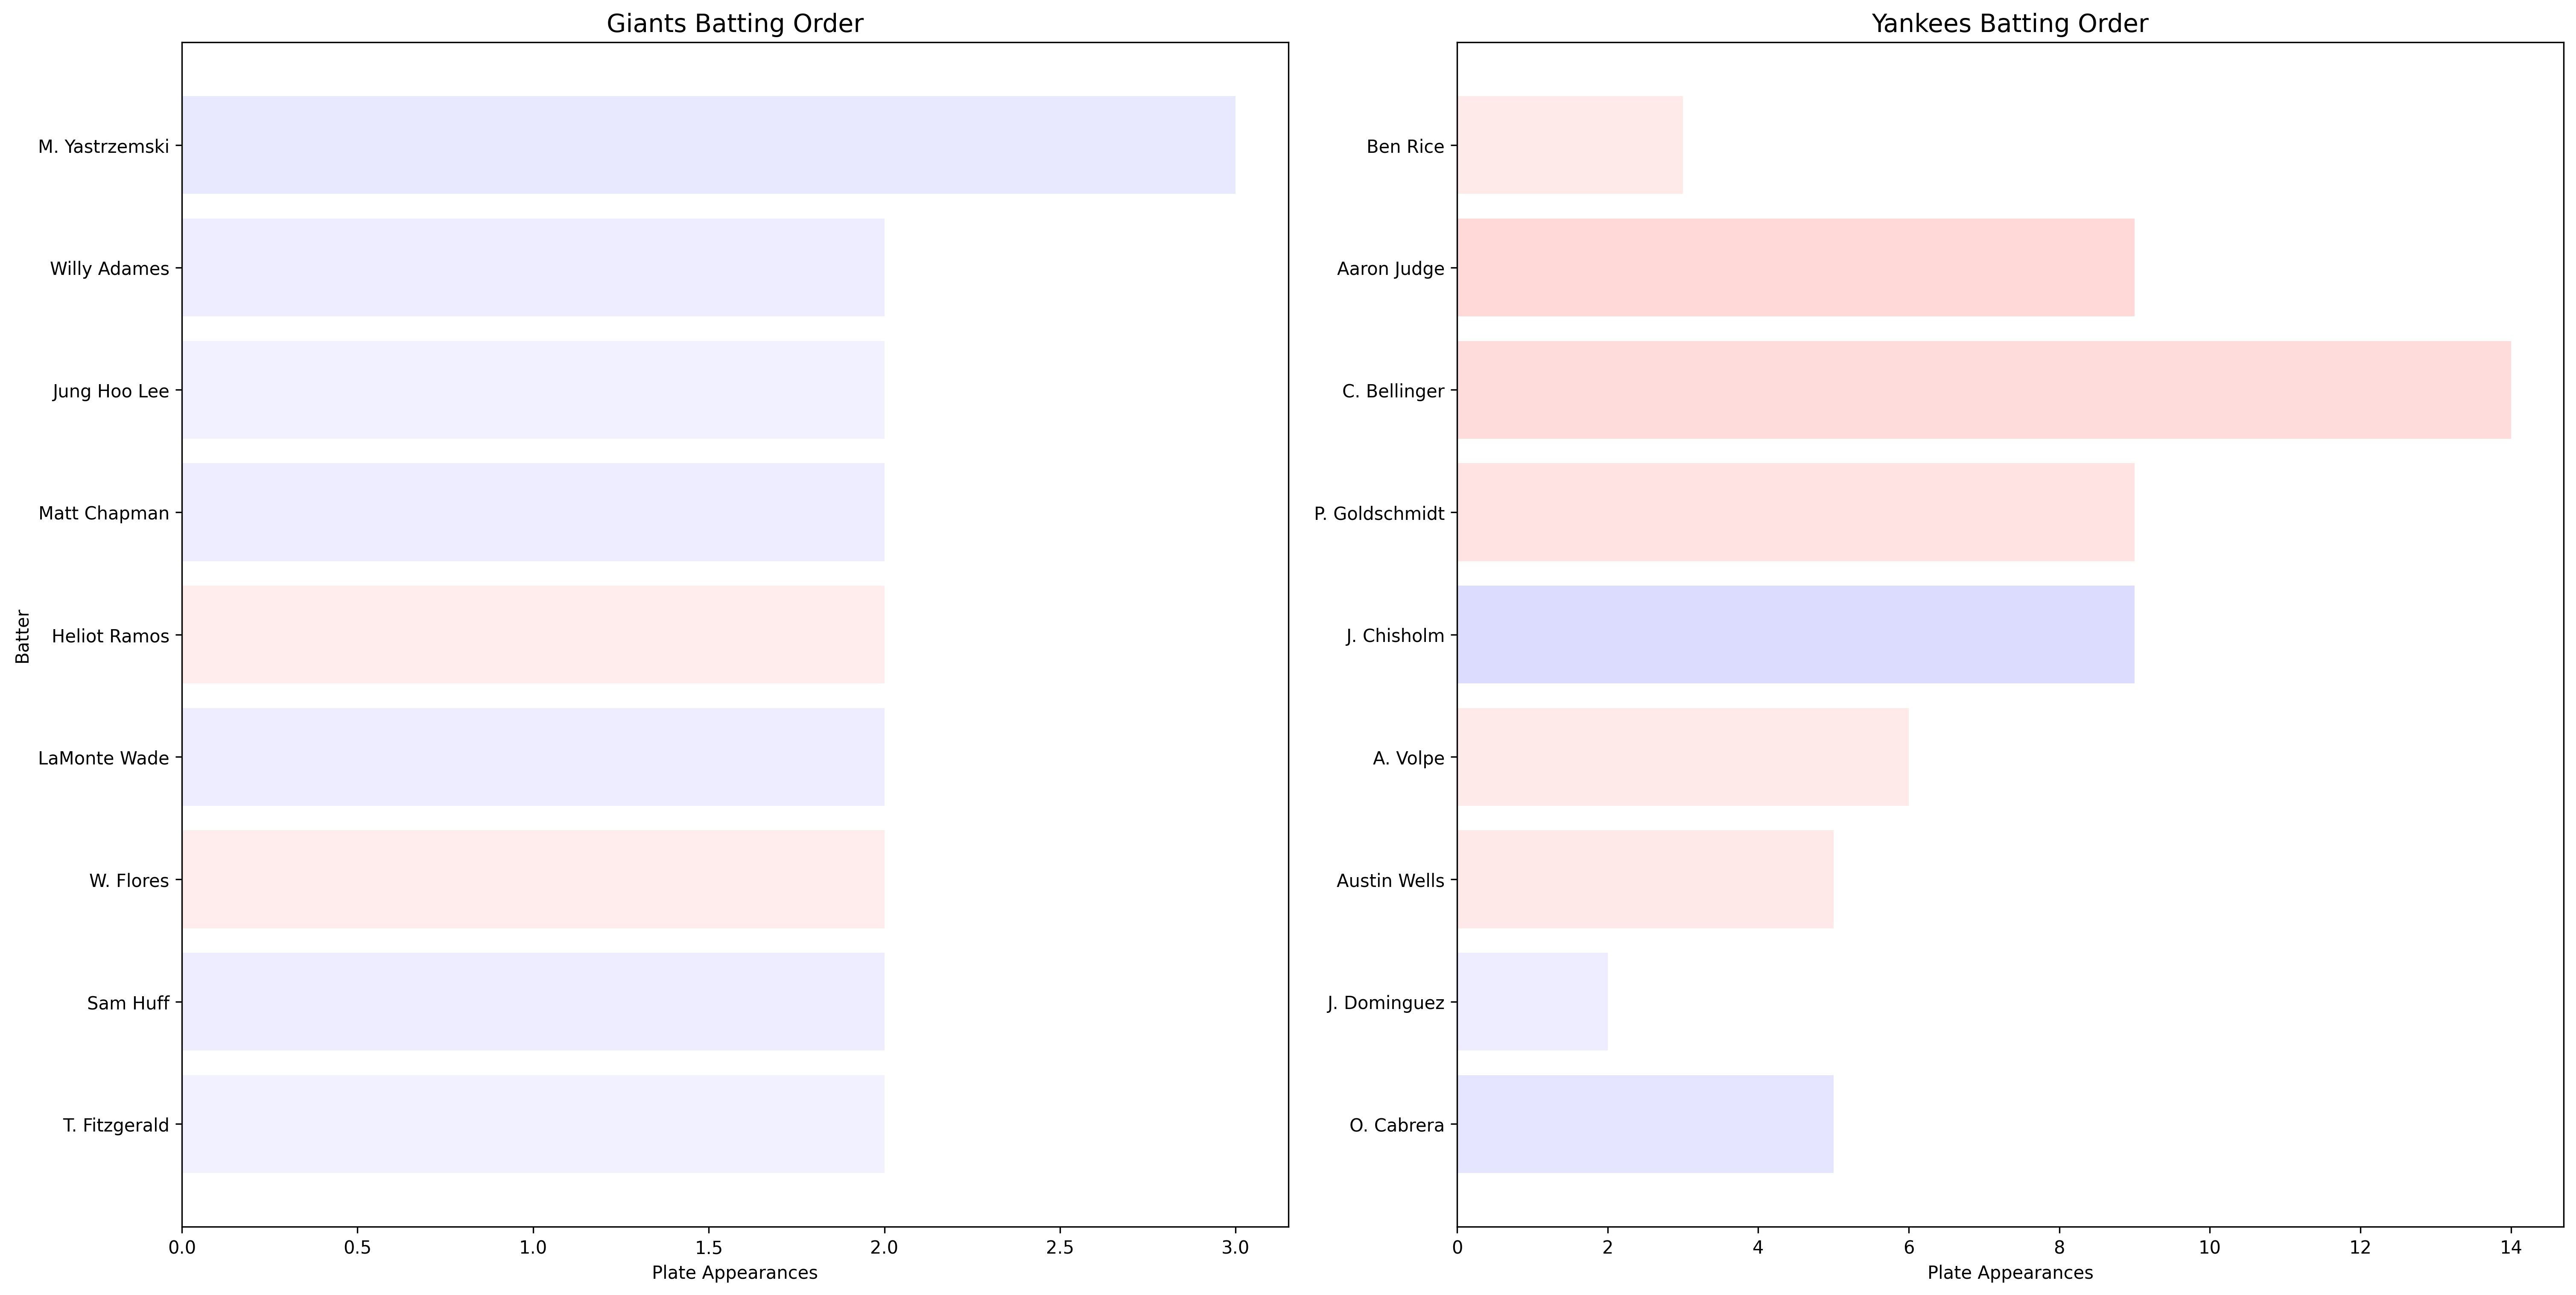 Giants Batting Order
Batter
M. Yastrzemski
Willy Adames
Jung Hoo Lee
Matt Chapman
Heliot Ramos
LaMonte Wade
W. Flores
Sam Huff
T. Fitzgerald
0.0 0.5 1.0 1.5 2.0 2.5 3.0
Plate Appearances
Yankees Batting Order
Ben Rice
Aaron Judge
C. Bellinger
P. Goldschmidt
J. Chisholm
A. Volpe
Austin Wells
J. Dominguez
O. Cabrera
0 2 4 6 8 10 12 14
Plate Appearances